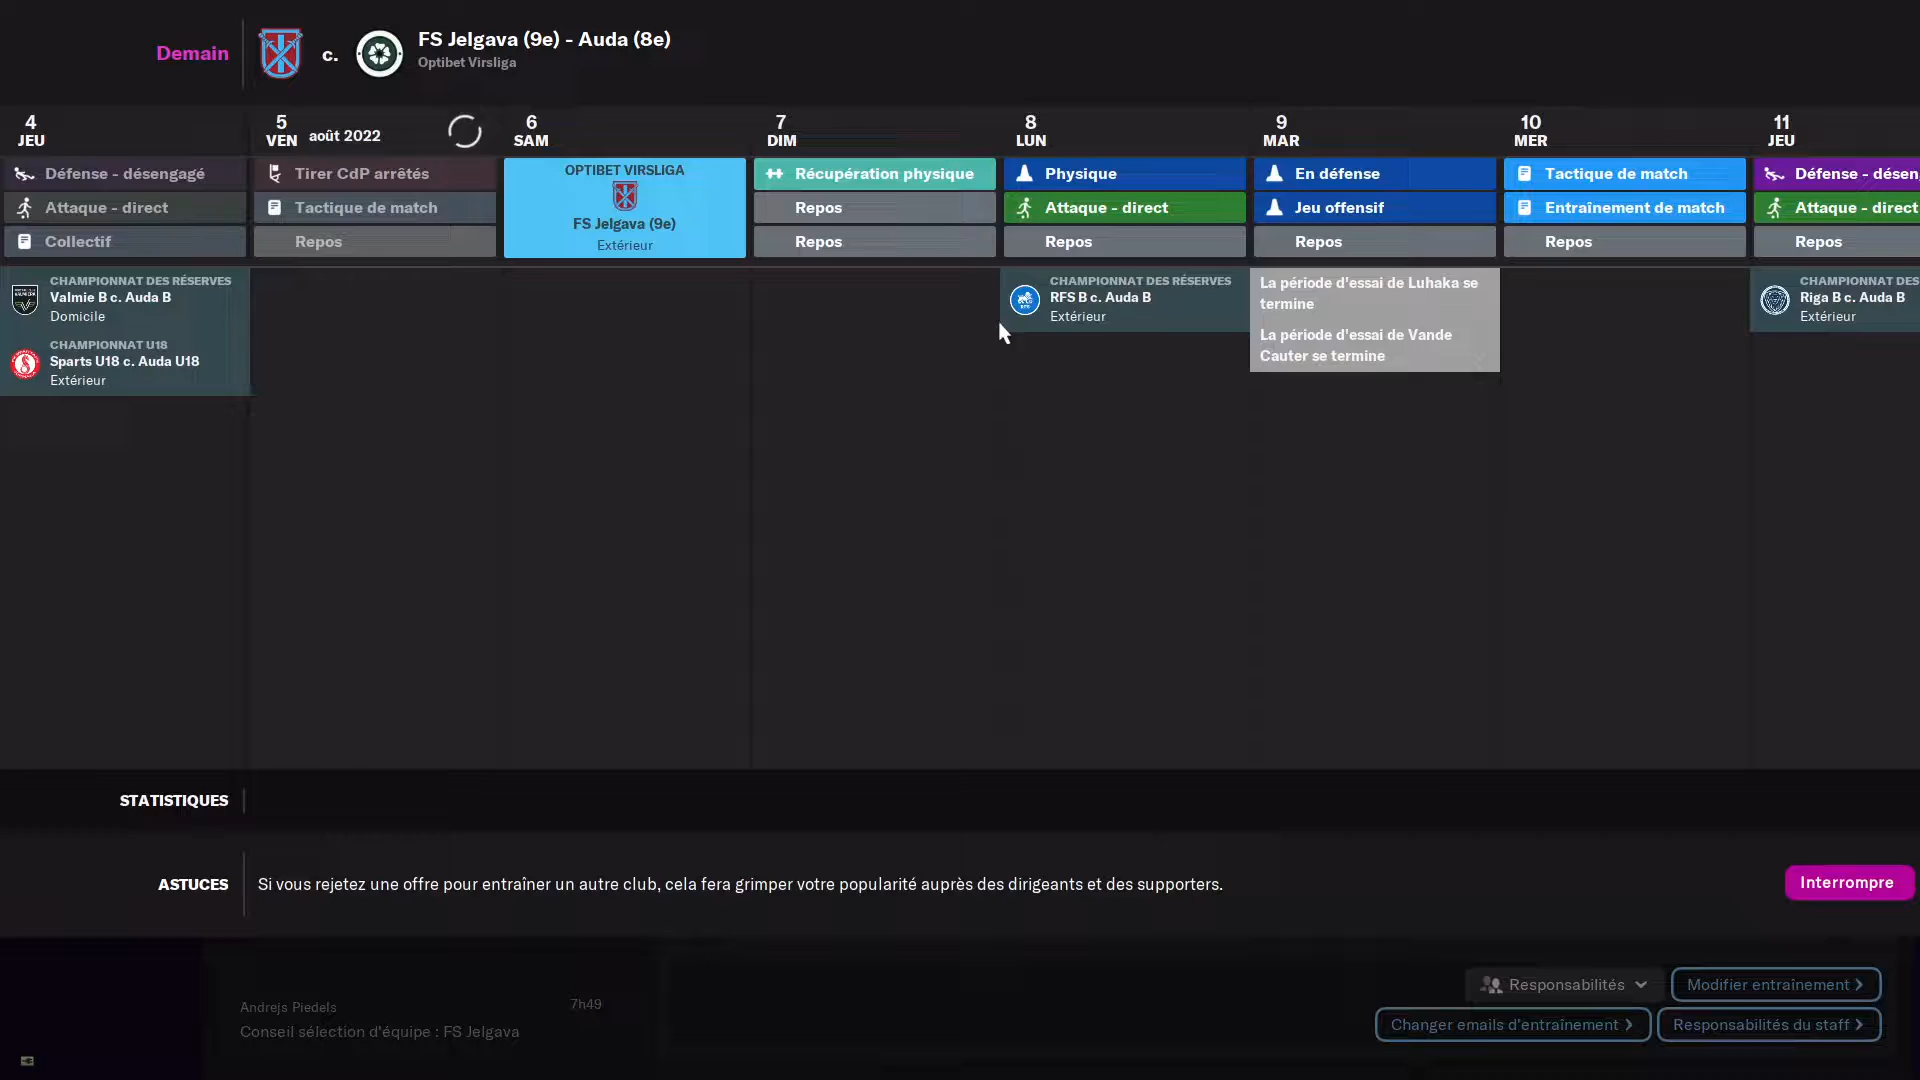 Demain
c.
FS Jelgava (9e) - Auda (8e)
Optibet Virsliga
4
JEU
5
VEN
août 2022
6
SAM
7
DIM
8
LUN
9
MAR
10
MER
11
JEU
Défense - désengagé
Attaque - direct
Collectif
Tirer CdP arrêtés
Tactique de match
Repos
OPTIBET VIRSLIGA
FS Jelgava (9e)
Extérieur
Récupération physique
Repos
Repos
Physique
Attaque - direct
Repos
En défense
Jeu offensif
Repos
Tactique de match
Entraînement de match
Repos
Défense - désen
Attaque - direct
Repos
CHAMPIONNAT DES RÉSERVES
Valmie B c. Auda B
Domicile
CHAMPIONNAT U18
Sparts U18 c. Auda U18
Extérieur
CHAMPIONNAT DES RÉSERVES
RFS B c. Auda B
Extérieur
La période d'essai de Luhaka se
termine
La période d'essai de Vande
Cauter se termine
CHAMPIONNAT DES
Riga B c. Auda B
Extérieur
STATISTIQUES
ASTUCES
Si vous rejetez une offre pour entraîner un autre club, cela fera grimper votre popularité auprès des dirigeants et des supporters.
Interrompre
Andrejs Piedels
7h49
Conseil sélection d'équipe : FS Jelgava
Responsabilités
Modifier entraînement
Changer emails d'entraînement
Responsabilités du staff